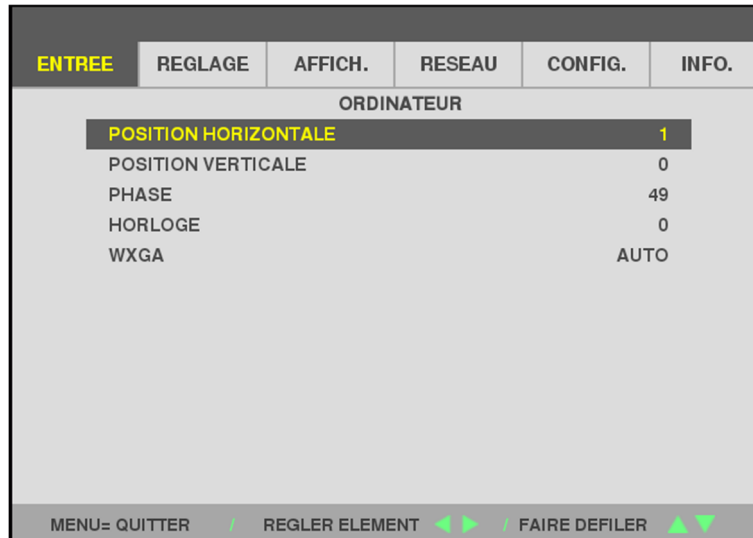 ENTREE REGLAGE AFFICH. RESEAU CONFIG. INFO.
ORDINATEUR
POSITION HORIZONTALE 1
POSITION VERTICALE 0
PHASE 49
HORLOGE 0
WXGA AUTO
MENU= QUITTER / REGLER ELEMENT ◀ ▶ / FAIRE DEFILER ▲ ▼